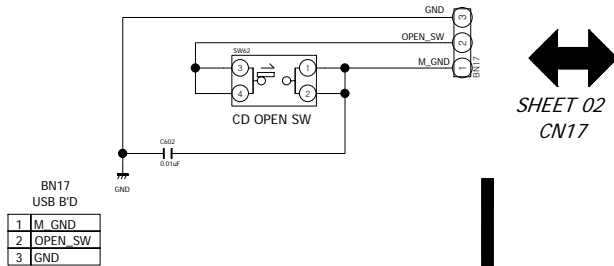 GND
3
OPEN_SW
2
M_GND
1
BN17
SW62
3
1
4
2
CD OPEN SW
SHEET 02
CN17
C602
0.01uF
GND
BN17
USB B'D
1 M_GND
2 OPEN_SW
3 GND